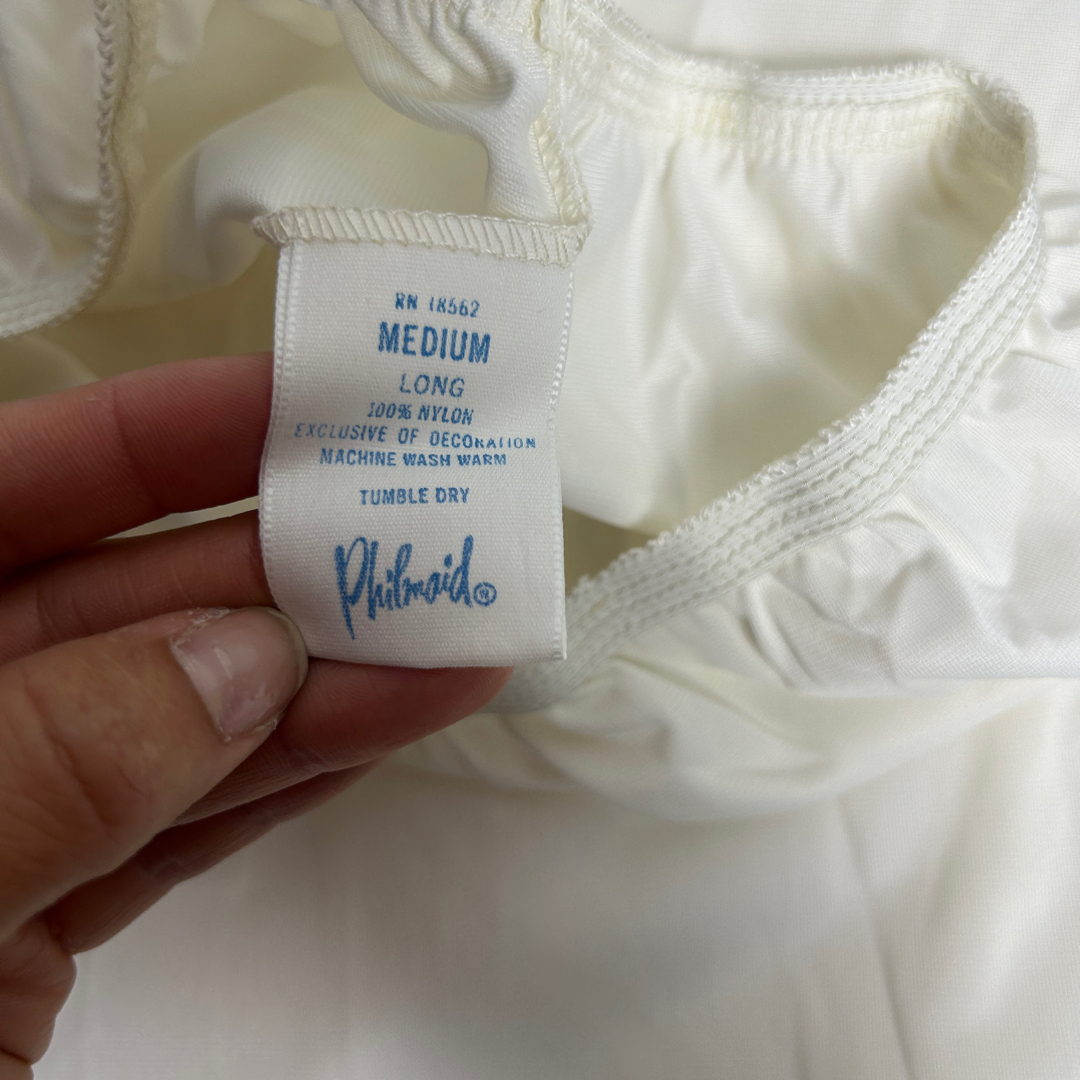 RN 18562
MEDIUM
LONG
100% NYLON
EXCLUSIVE OF DECORATION
MACHINE WASH WARM
TUMBLE DRY
Philmaid®